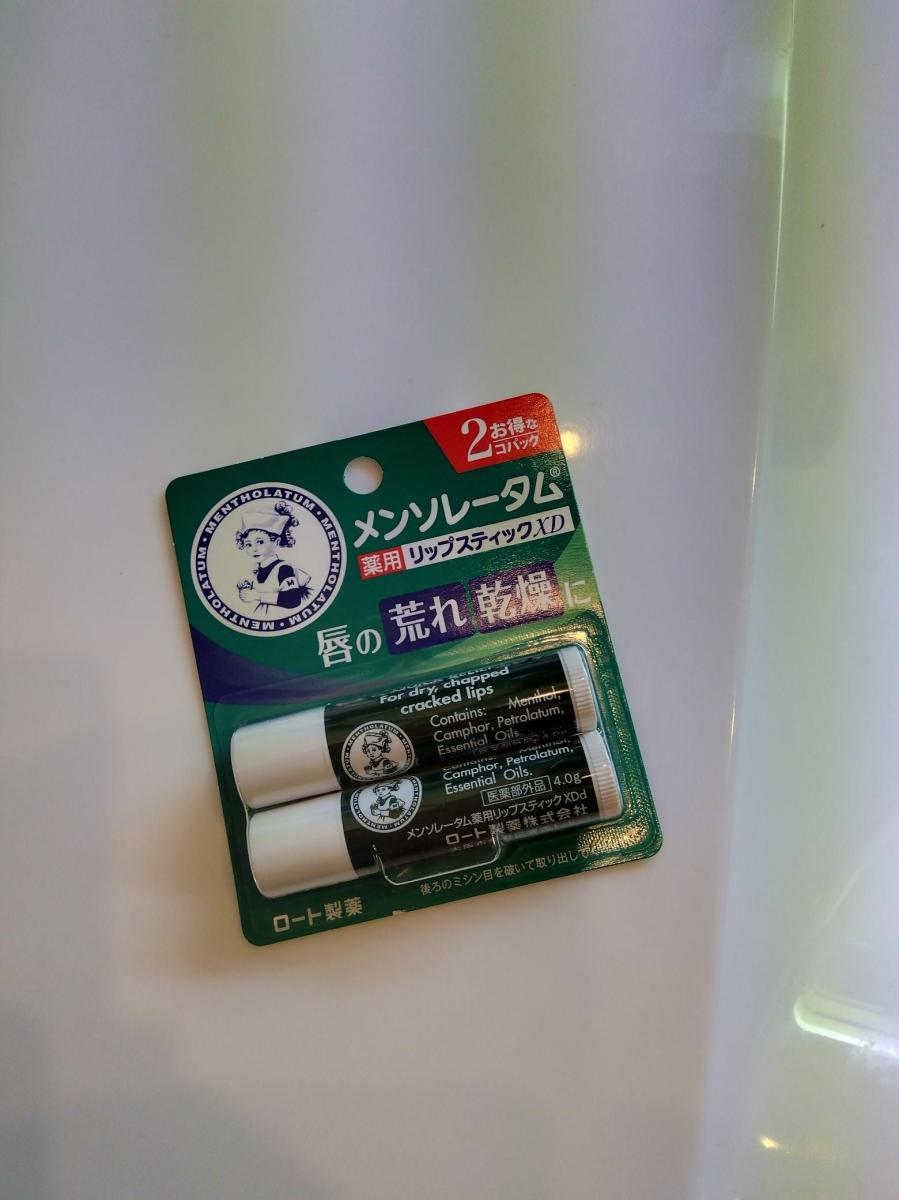 2お得な
コパック
MENTHOLATUM・MENTHOLATUM・MENTHOLATUM・
メンソレータム®
薬用 リップスティックXD
唇の荒れ乾燥に
For dry, chapped
cracked lips
Contains: Menthol,
Camphor, Petrolatum,
Essential Oils.
MENTHOLATUM
Contains: Menthol,
Camphor, Petrolatum,
Essential Oils.
医薬部外品 4.0g
メンソレータム薬用リップスティックXDd
ロート製薬株式会社
後ろのミシン目を破いて取り出し
ロート製薬